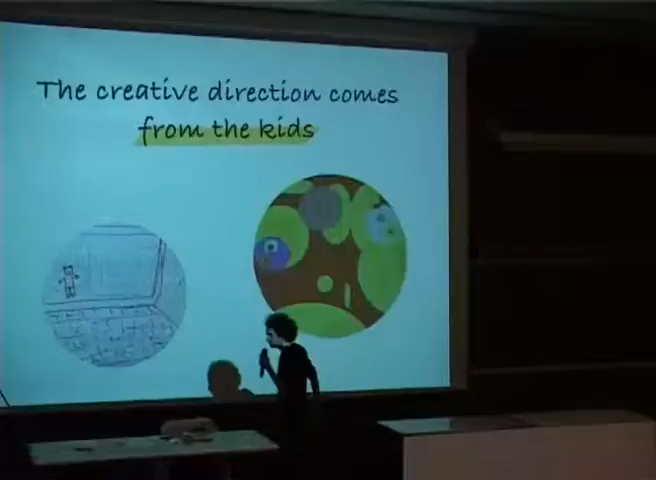 The creative direction comes
from the kids